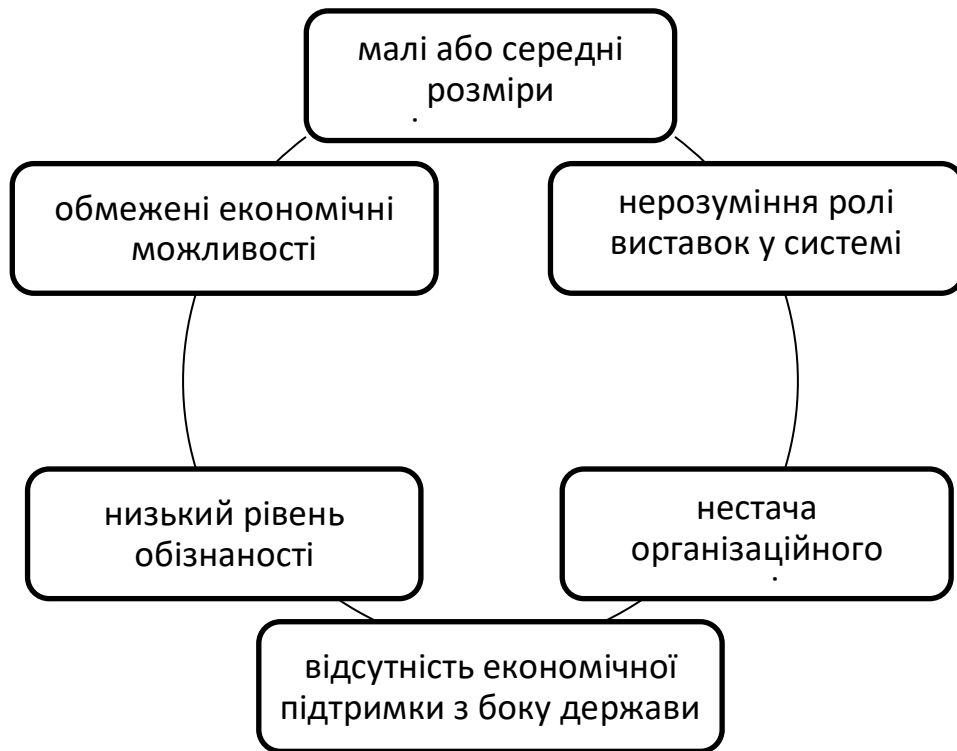 малі або середні
розміри
обмежені економічні
можливості
нерозуміння ролі
виставок у системі
низький рівень
обізнаності
нестача
організаційного
відсутність економічної
підтримки з боку держави